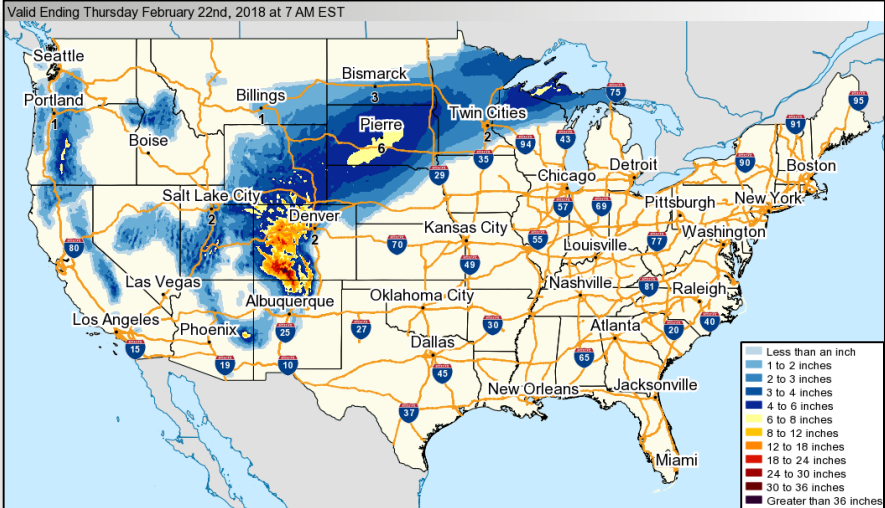 Valid Ending Thursday February 22nd, 2018 at 7 AM EST
Seattle
Bismarck
3
75
95
Billings
1
Portland
1
Pierre
6
Twin Cities
2
91
Boise
94
43
35
29
90
Boston
Detroit
Chicago
Salt Lake City
2
57
69
Pittsburgh
New York
Denver
2
Kansas City
55
77
Washington
80
70
Louisville
49
Las Vegas
Nashville
81
Raleigh
Albuquerque
Oklahoma City
Los Angeles
Phoenix
25
27
30
Atlanta
20
40
15
19
10
Dallas
45
65
New Orleans
Jacksonville
37
Miami
Less than an inch
1 to 2 inches
2 to 3 inches
3 to 4 inches
4 to 6 inches
6 to 8 inches
8 to 12 inches
12 to 18 inches
18 to 24 inches
24 to 30 inches
30 to 36 inches
Greater than 36 inches